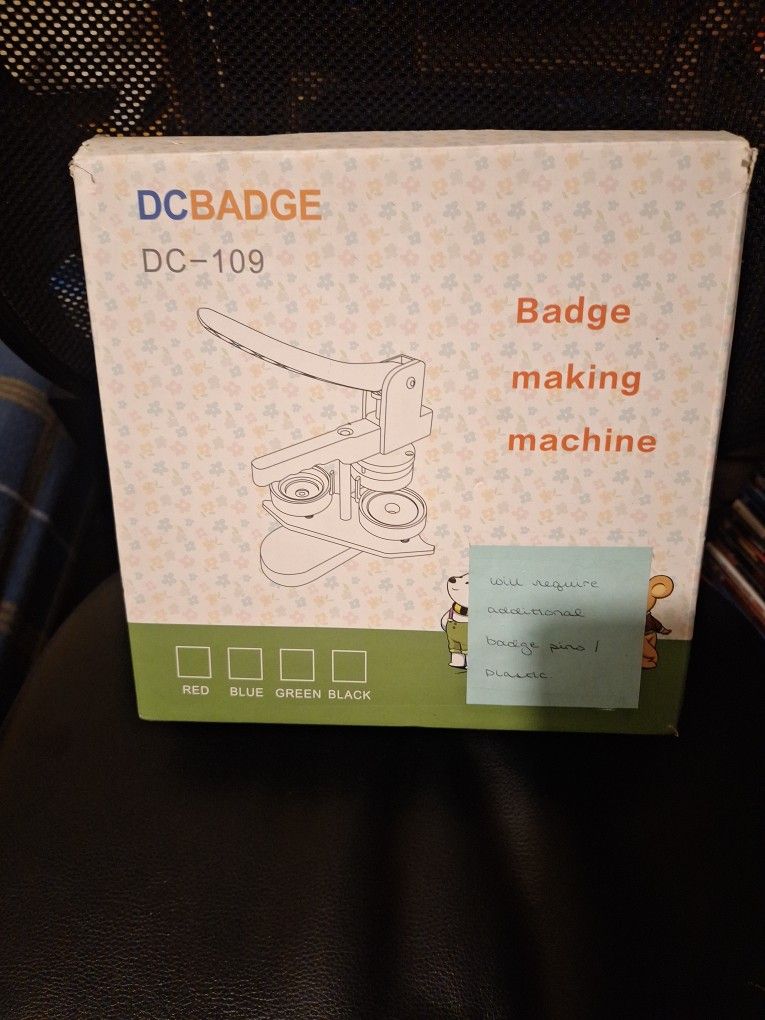 DCBADGE
DC-109
Badge
making
machine
will require
additional
badge pins /
plastic.
RED BLUE GREEN BLACK